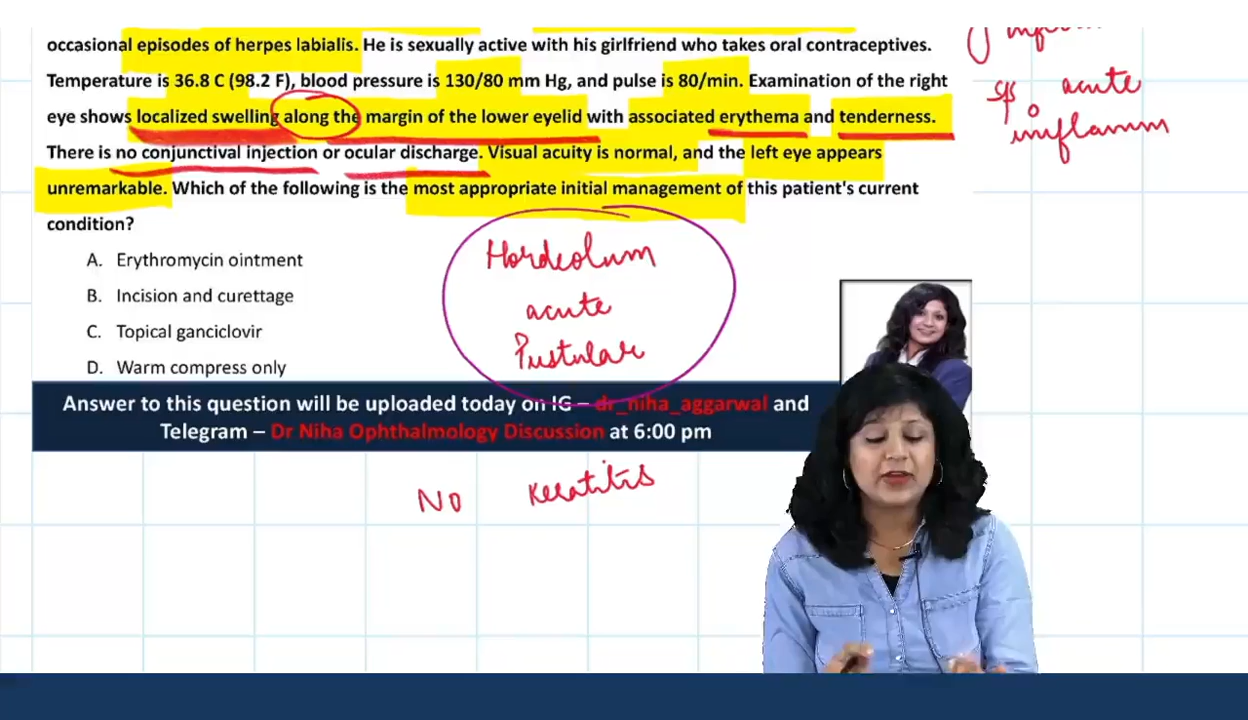 acute
inflamm
occasional episodes of herpes labialis. He is sexually active with his girlfriend who takes oral contraceptives.
Temperature is 36.8 C (98.2 F), blood pressure is 130/80 mm Hg, and pulse is 80/min. Examination of the right
eye shows localized swelling along the margin of the lower eyelid with associated erythema and tenderness.
There is no conjunctival injection or ocular discharge. Visual acuity is normal, and the left eye appears
unremarkable. Which of the following is the most appropriate initial management of this patient's current
condition?
A. Erythromycin ointment
B. Incision and curettage
C. Topical ganciclovir
D. Warm compress only
Hordeolum
acute
Pustular
Answer to this question will be uploaded today on IG – dr_niha_aggarwal and
Telegram – Dr Niha Ophthalmology Discussion at 6:00 pm
No Keratitis